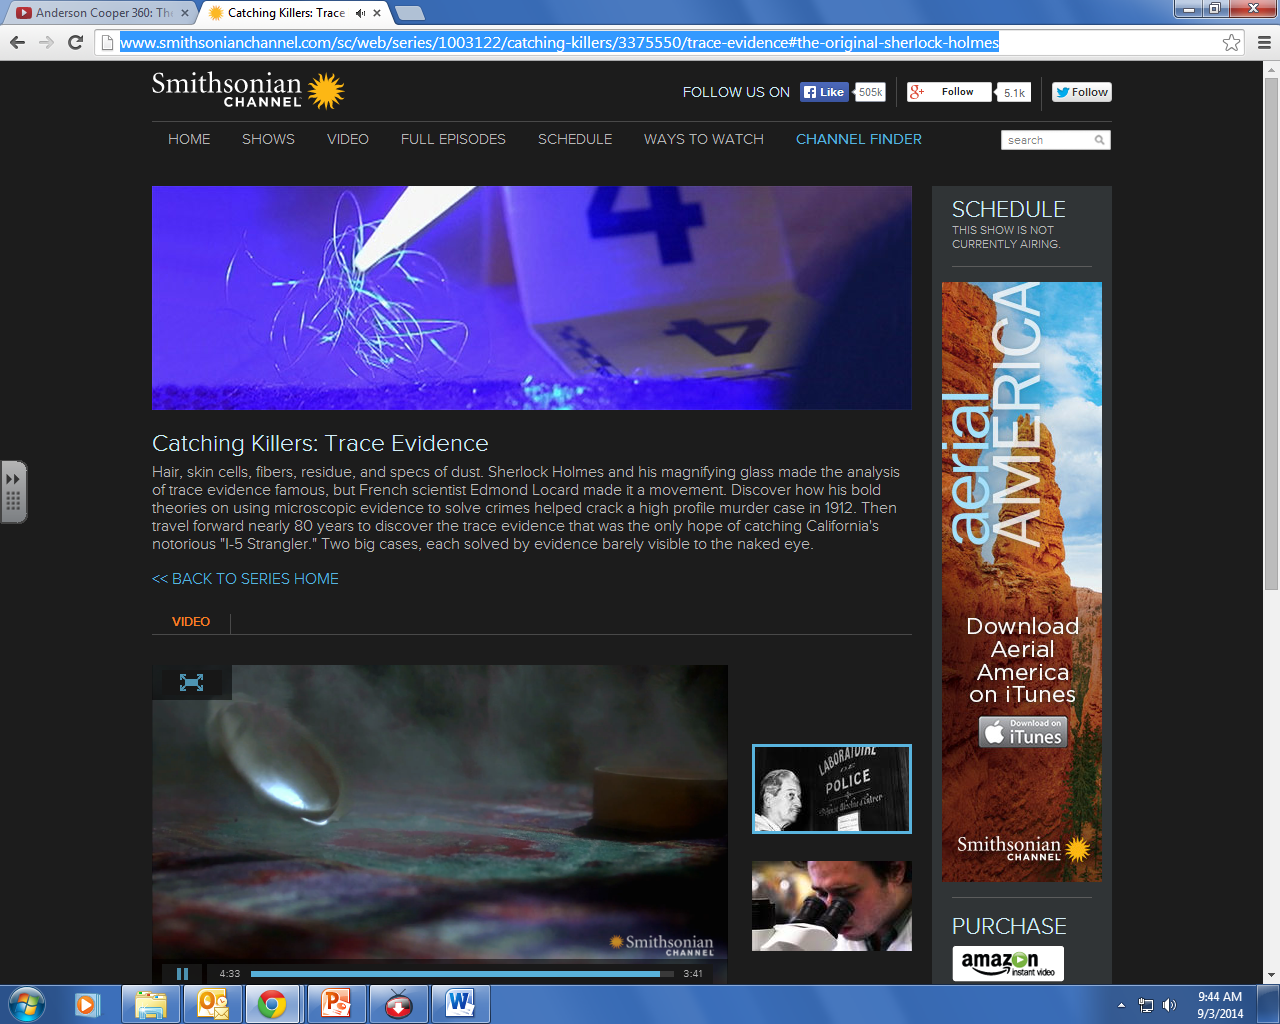 Anderson Cooper 360: The
Catching Killers: Trace
www.smithsonianchannel.com/sc/web/series/1003122/catching-killers/3375550/trace-evidence#the-original-sherlock-holmes
Smithsonian
CHANNEL
FOLLOW US ON
Like
505k
g+
Follow
5.1k
Follow
HOME
SHOWS
VIDEO
FULL EPISODES
SCHEDULE
WAYS TO WATCH
CHANNEL FINDER
search
4
4
Catching Killers: Trace Evidence
Hair, skin cells, fibers, residue, and specs of dust. Sherlock Holmes and his magnifying glass made the analysis
of trace evidence famous, but French scientist Edmond Locard made it a movement. Discover how his bold
theories on using microscopic evidence to solve crimes helped crack a high profile murder case in 1912. Then
travel forward nearly 80 years to discover the trace evidence that was the only hope of catching California's
notorious "I-5 Strangler." Two big cases, each solved by evidence barely visible to the naked eye.
<< BACK TO SERIES HOME
VIDEO
Smithsonian
CHANNEL
4:33
3:41
LABORATOIRE
DE
POLICE
SCHEDULE
THIS SHOW IS NOT
CURRENTLY AIRING.
aerial
AMERICA
Download
Aerial
America
on iTunes
Download on
iTunes
Smithsonian
CHANNEL
PURCHASE
amazon
instant video
9:44 AM
9/3/2014